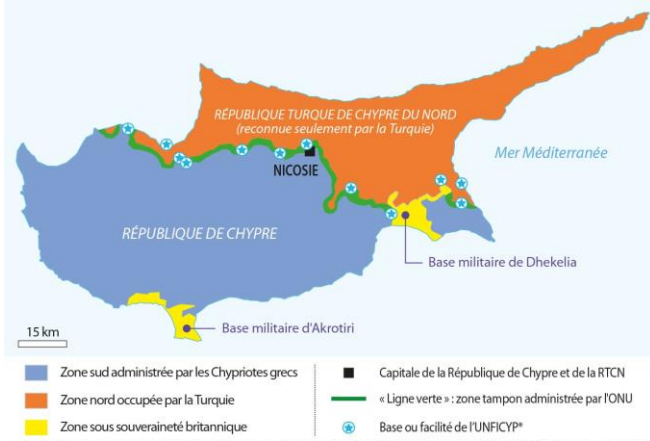 RÉPUBLIQUE TURQUE DE CHYPRE DU NORD
(reconnue seulement par la Turquie)
Mer Méditerranée
NICOSIE
RÉPUBLIQUE DE CHYPRE
Base militaire de Dhekelia
Base militaire d'Akrotiri
15 km
Zone sud administrée par les Chypriotes grecs
Zone nord occupée par la Turquie
Zone sous souveraineté britannique
Capitale de la République de Chypre et de la RTCN
« Ligne verte » : zone tampon administrée par l'ONU
Base ou facilité de l'UNFICYP*